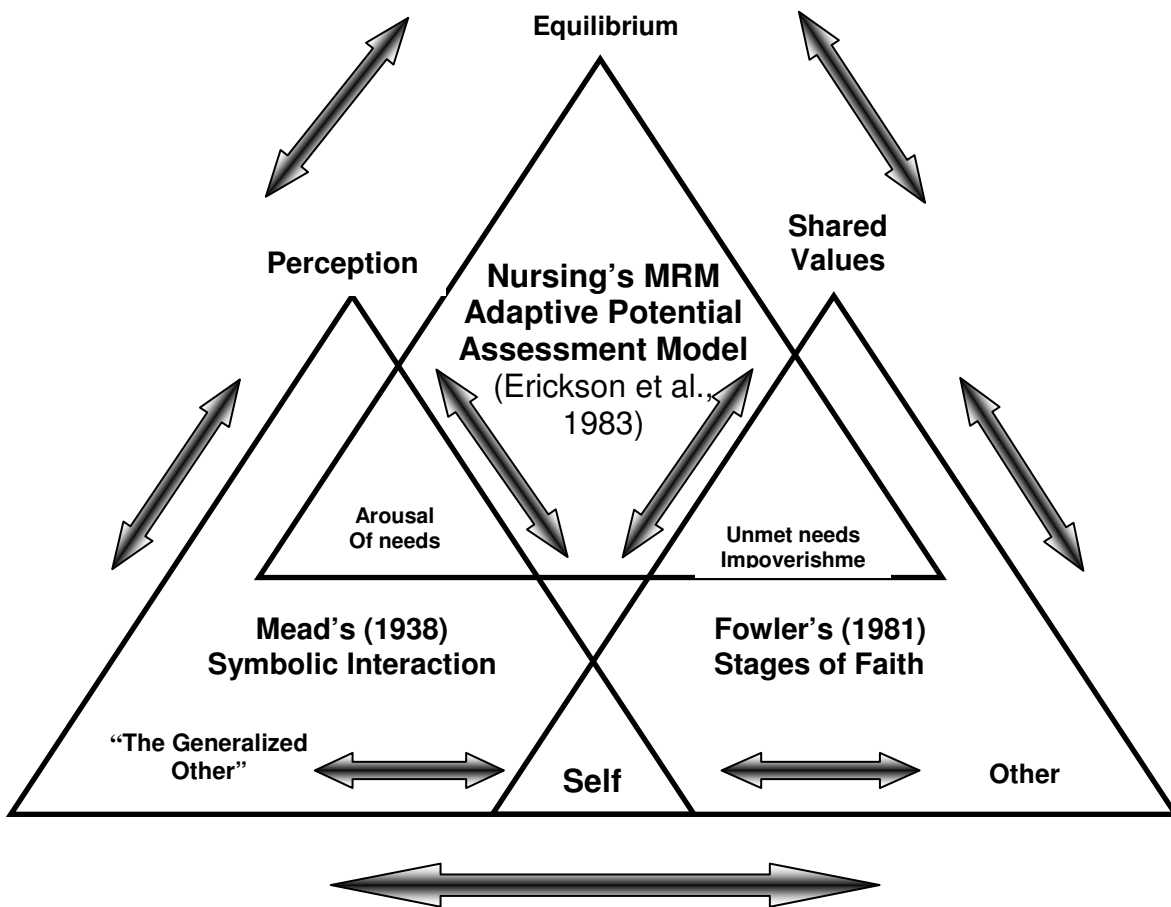 Equilibrium
Perception
Shared
Values
Nursing’s MRM
Adaptive Potential
Assessment Model
(Erickson et al.,
1983)
Arousal
Of needs
Unmet needs
Impoverishme
Mead’s (1938)
Symbolic Interaction
Fowler’s (1981)
Stages of Faith
“The Generalized
Other”
Self
Other